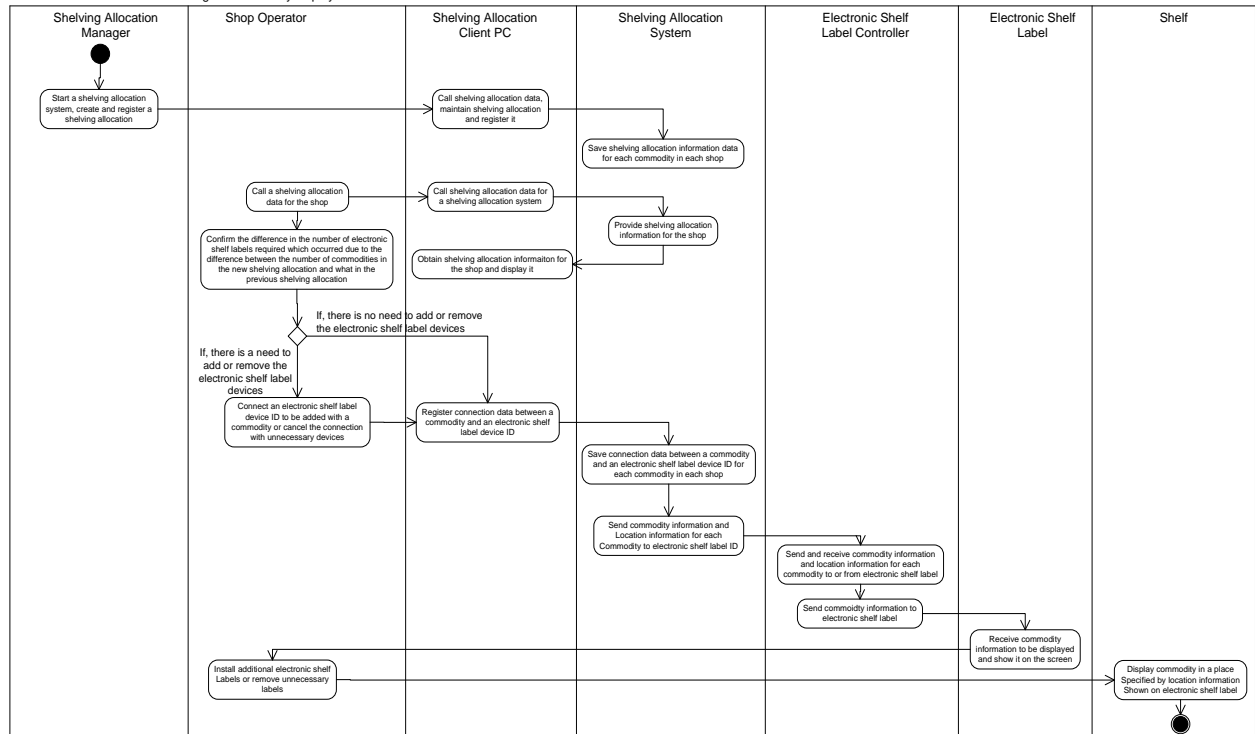 Shelving Allocation
Manager
Shop Operator
Shelving Allocation
Client PC
Shelving Allocation
System
Electronic Shelf
Label Controller
Electronic Shelf
Label
Shelf
Start a shelving allocation
system, create and register a
shelving allocation
Call shelving allocation data,
maintain shelving allocation
and register it
Save shelving allocation information data
for each commodity in each shop
Call a shelving allocation
data for the shop
Call shelving allocation data for
a shelving allocation system
Provide shelving allocation
information for the shop
Confirm the difference in the number of electronic
shelf labels required which occurred due to the
difference between the number of commodities in
the new shelving allocation and what in the
previous shelving allocation
Obtain shelving allocation informaiton for
the shop and display it
If, there is no need to add or remove
the electronic shelf label devices
If, there is a need to
add or remove the
electronic shelf label
devices
Connect an electronic shelf label
device ID to be added with a
commodity or cancel the connection
with unnecessary devices
Register connection data between a
commodity and an electronic shelf
label device ID
Save connection data between a commodity
and an electronic shelf label device ID for
each commodity in each shop
Send commodity information and
Location information for each
Commodity to electronic shelf label ID
Send and receive commodity information
and location information for each
commodity to or from electronic shelf label
Send commoidty information to
electronic shelf label
Receive commodity
information to be displayed
and show it on the screen
Install additional electronic shelf
Labels or remove unnecessary
labels
Display commodity in a place
Specified by location information
Shown on electronic shelf label